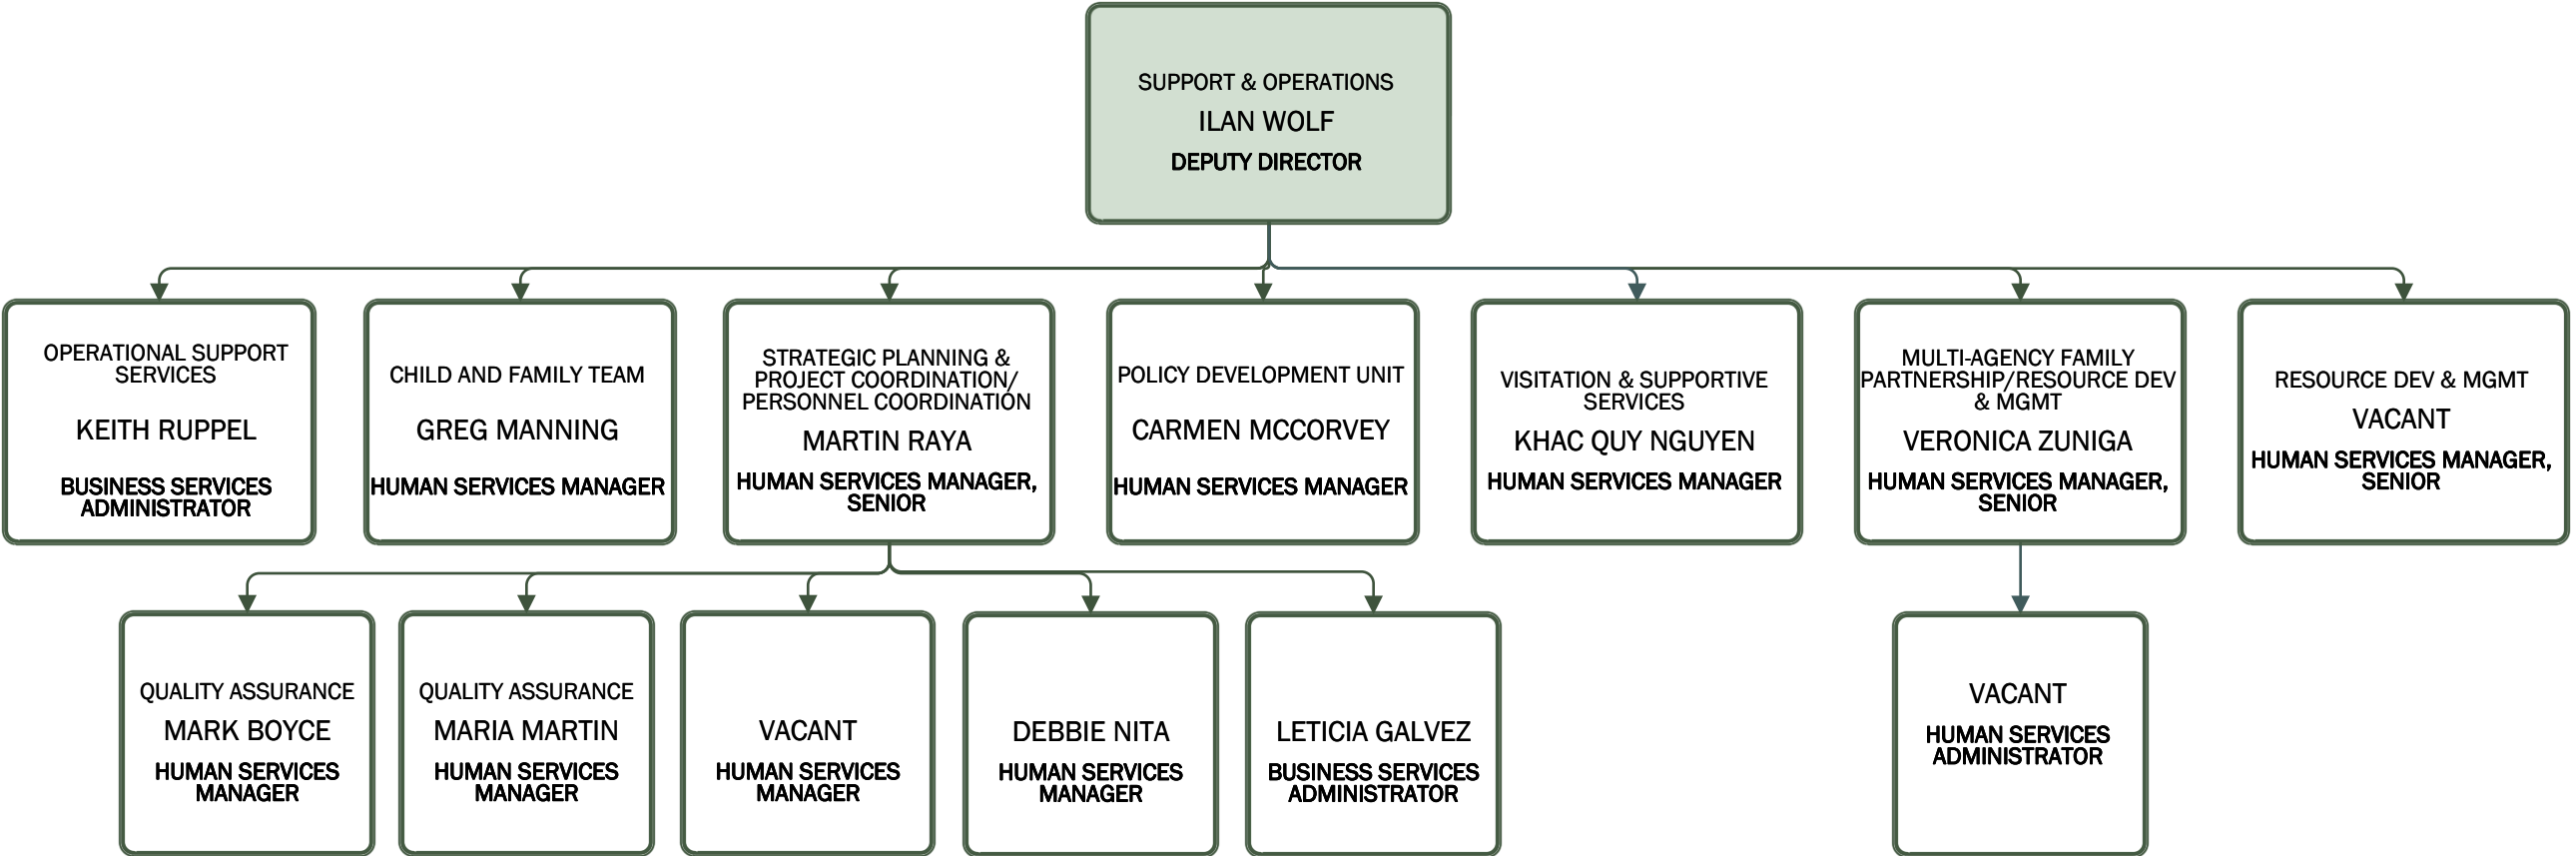 SUPPORT & OPERATIONS
ILAN WOLF
DEPUTY DIRECTOR
OPERATIONAL SUPPORT
SERVICES
KEITH RUPPEL
BUSINESS SERVICES
ADMINISTRATOR
CHILD AND FAMILY TEAM
GREG MANNING
HUMAN SERVICES MANAGER
STRATEGIC PLANNING &
PROJECT COORDINATION/
PERSONNEL COORDINATION
MARTIN RAYA
HUMAN SERVICES MANAGER,
SENIOR
POLICY DEVELOPMENT UNIT
CARMEN MCCORVEY
HUMAN SERVICES MANAGER
VISITATION & SUPPORTIVE
SERVICES
KHAC QUY NGUYEN
HUMAN SERVICES MANAGER
MULTI-AGENCY FAMILY
PARTNERSHIP/RESOURCE DEV
& MGMT
VERONICA ZUNIGA
HUMAN SERVICES MANAGER,
SENIOR
RESOURCE DEV & MGMT
VACANT
HUMAN SERVICES MANAGER,
SENIOR
QUALITY ASSURANCE
MARK BOYCE
HUMAN SERVICES
MANAGER
QUALITY ASSURANCE
MARIA MARTIN
HUMAN SERVICES
MANAGER
VACANT
HUMAN SERVICES
MANAGER
DEBBIE NITA
HUMAN SERVICES
MANAGER
LETICIA GALVEZ
BUSINESS SERVICES
ADMINISTRATOR
VACANT
HUMAN SERVICES
ADMINISTRATOR